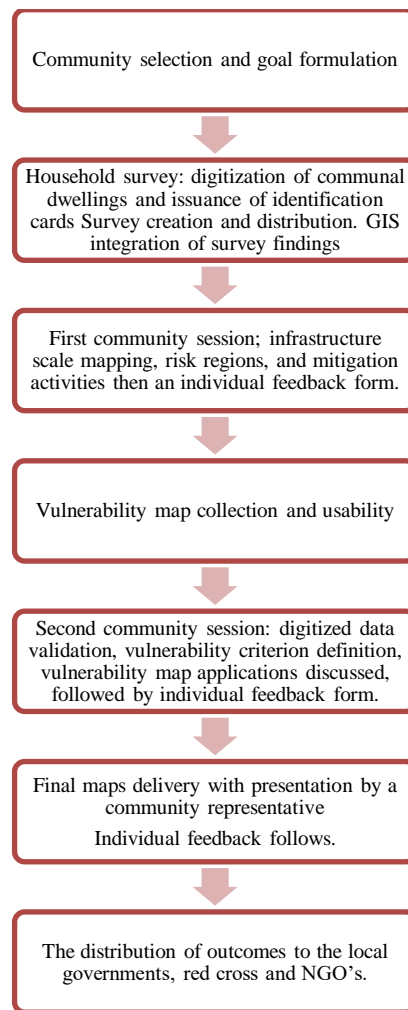 Community selection and goal formulation
Household survey: digitization of communal
dwellings and issuance of identification
cards Survey creation and distribution. GIS
integration of survey findings
First community session; infrastructure
scale mapping, risk regions, and mitigation
activities then an individual feedback form.
Vulnerability map collection and usability
Second community session: digitized data
validation, vulnerability criterion definition,
vulnerability map applications discussed,
followed by individual feedback form.
Final maps delivery with presentation by a
community representative
Individual feedback follows.
The distribution of outcomes to the local
governments, red cross and NGO's.